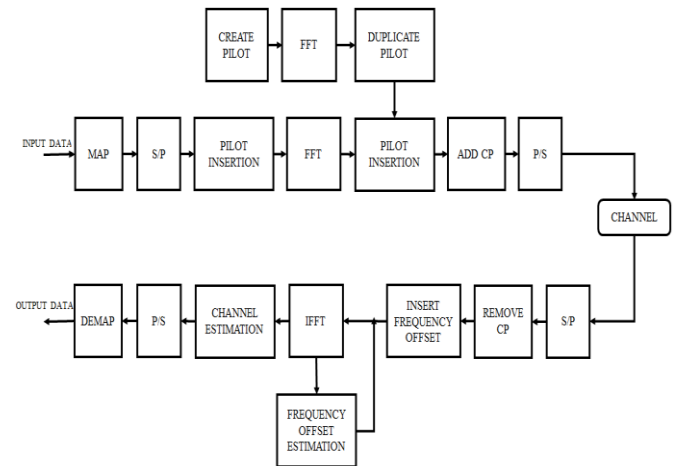 CREATE
PILOT
FFT
DUPLICATE
PILOT
INPUT DATA
MAP
S/P
PILOT
INSERTION
FFT
PILOT
INSERTION
ADD CP
P/S
CHANNEL
OUTPUT DATA
DEMAP
P/S
CHANNEL
ESTIMATION
IFFT
INSERT
FREQUENCY
OFFSET
REMOVE
CP
S/P
FREQUENCY
OFFSET
ESTIMATION